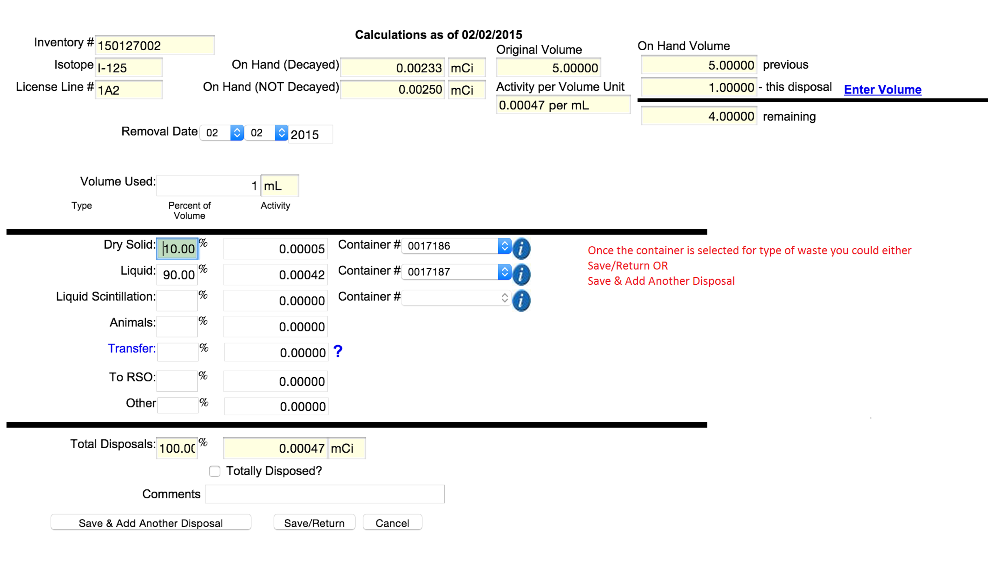 Calculations as of 02/02/2015
Inventory # 150127002
Isotope I-125
License Line # 1A2
On Hand (Decayed) 0.00233 mCi
On Hand (NOT Decayed) 0.00250 mCi
Original Volume
5.00000
Activity per Volume Unit
0.00047 per mL
On Hand Volume
5.00000 previous
1.00000 - this disposal Enter Volume
4.00000 remaining
Removal Date 02 02 2015
Volume Used: 1 mL
Type Percent of Volume Activity
Dry Solid: 10.00 % 0.00005 Container # 0017186 i
Liquid: 90.00 % 0.00042 Container # 0017187 i
Liquid Scintillation: % 0.00000 Container # i
Animals: % 0.00000
Transfer: % 0.00000 ?
To RSO: % 0.00000
Other % 0.00000
Once the container is selected for type of waste you could either
Save/Return OR
Save & Add Another Disposal
Total Disposals: 100.00 % 0.00047 mCi
Totally Disposed?
Comments
Save & Add Another Disposal Save/Return Cancel